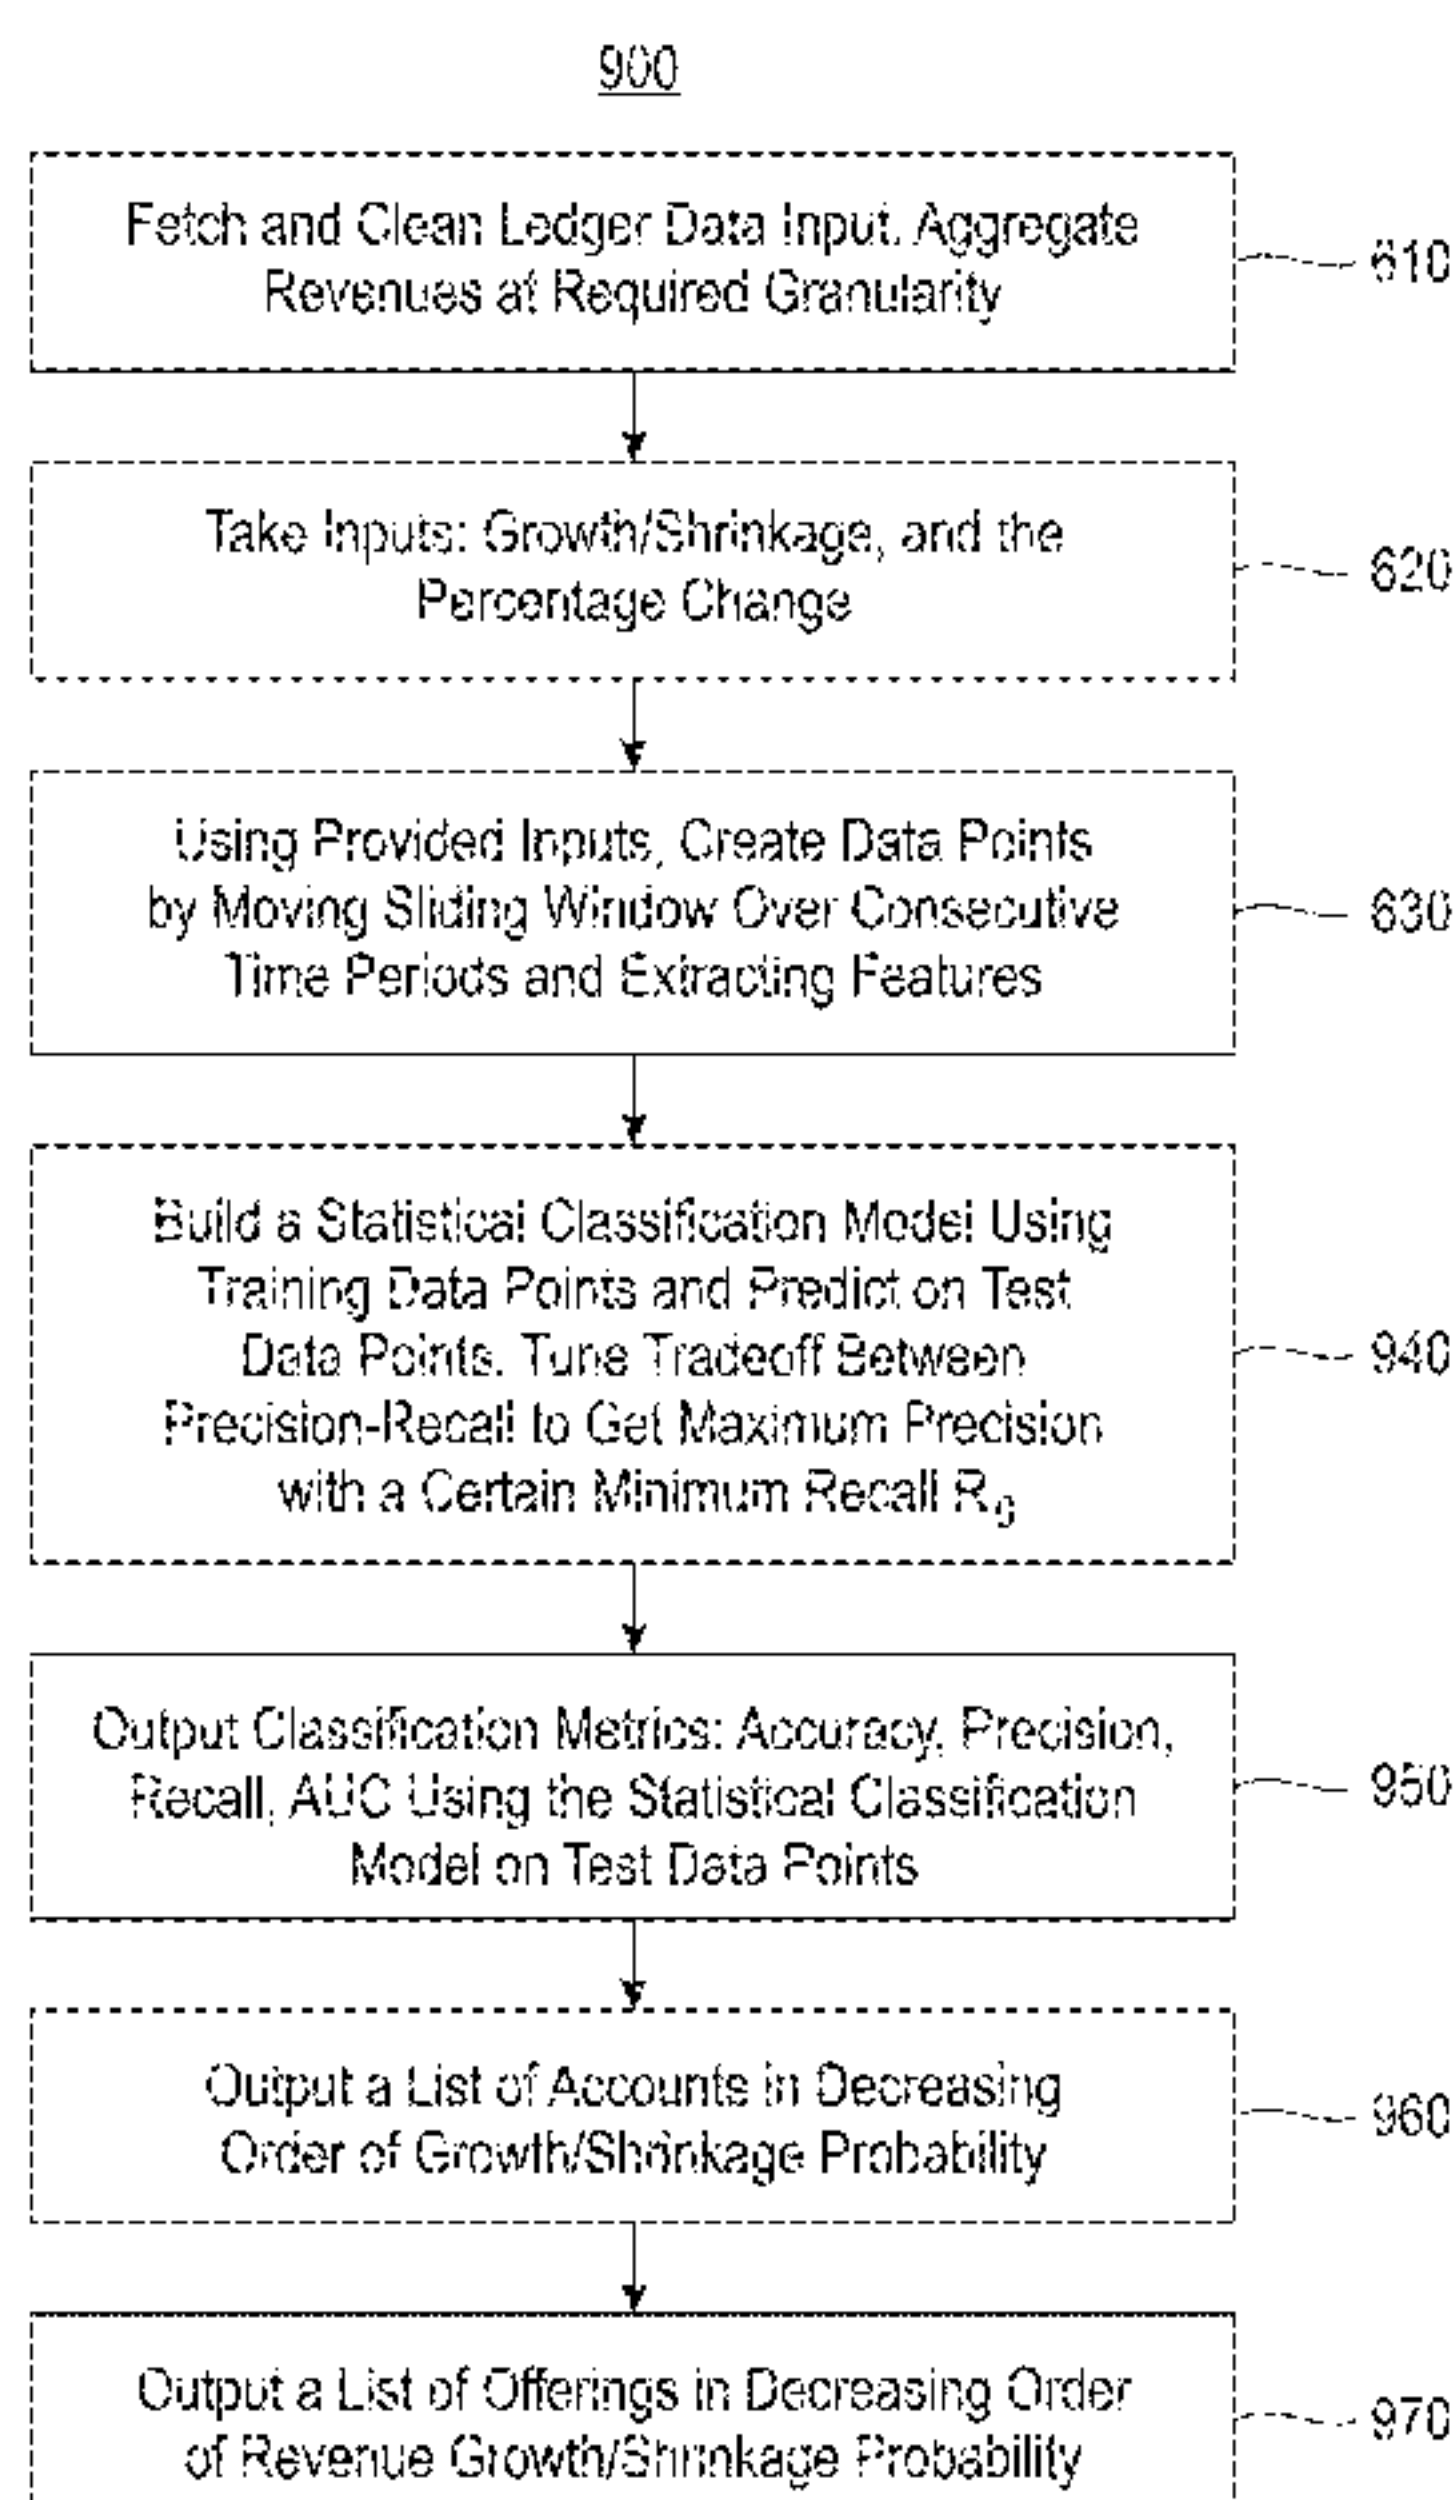 900
Fetch and Clean Ledger Data Input. Aggregate
Revenues at Required Granularity
610
Take Inputs: Growth/Shrinkage, and the
Percentage Change
620
Using Provided Inputs, Create Data Points
by Moving Sliding Window Over Consecutive
Time Periods and Extracting Features
630
Build a Statistical Classification Model Using
Training Data Points and Predict on Test
Data Points. Tune Tradeoff Between
Precision-Recall to Get Maximum Precision
with a Certain Minimum Recall R₀
940
Output Classification Metrics: Accuracy, Precision,
Recall, AUC Using the Statistical Classification
Model on Test Data Points
950
Output a List of Accounts in Decreasing
Order of Growth/Shrinkage Probability
960
Output a List of Offerings in Decreasing Order
of Revenue Growth/Shrinkage Probability
970